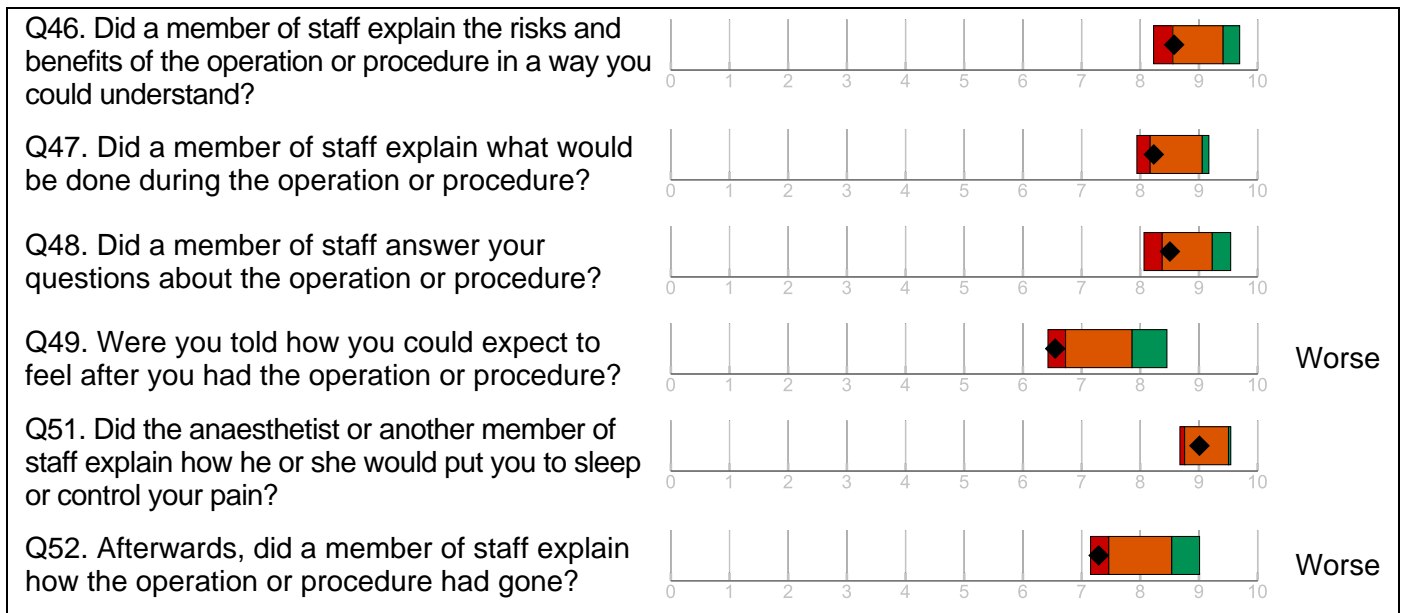 Q46. Did a member of staff explain the risks and
benefits of the operation or procedure in a way you
could understand?
0 1 2 3 4 5 6 7 8 9 10
Q47. Did a member of staff explain what would
be done during the operation or procedure?
0 1 2 3 4 5 6 7 8 9 10
Q48. Did a member of staff answer your
questions about the operation or procedure?
0 1 2 3 4 5 6 7 8 9 10
Q49. Were you told how you could expect to
feel after you had the operation or procedure?
0 1 2 3 4 5 6 7 8 9 10
Worse
Q51. Did the anaesthetist or another member of
staff explain how he or she would put you to sleep
or control your pain?
0 1 2 3 4 5 6 7 8 9 10
Q52. Afterwards, did a member of staff explain
how the operation or procedure had gone?
0 1 2 3 4 5 6 7 8 9 10
Worse